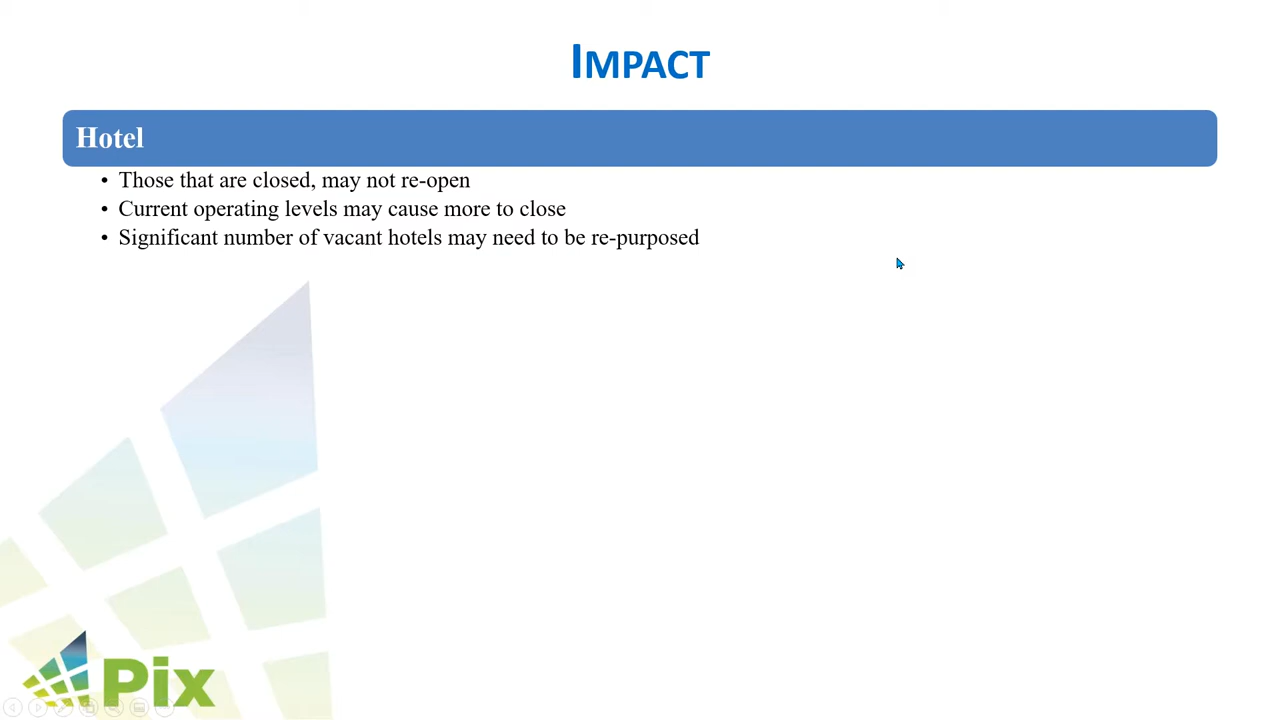 IMPACT
Hotel
• Those that are closed, may not re-open
• Current operating levels may cause more to close
• Significant number of vacant hotels may need to be re-purposed
Pix